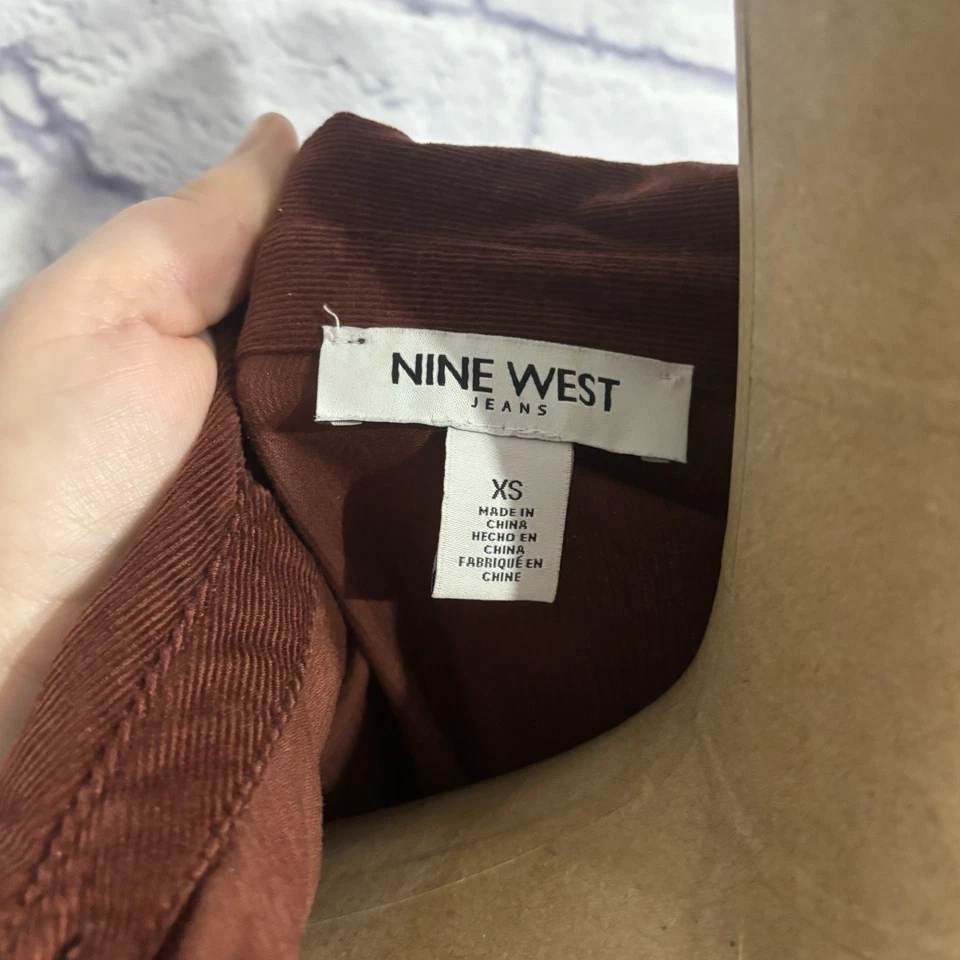 NINE WEST
JEANS
XS
MADE IN
CHINA
HECHO EN
CHINA
FABRIQUÉ EN
CHINE